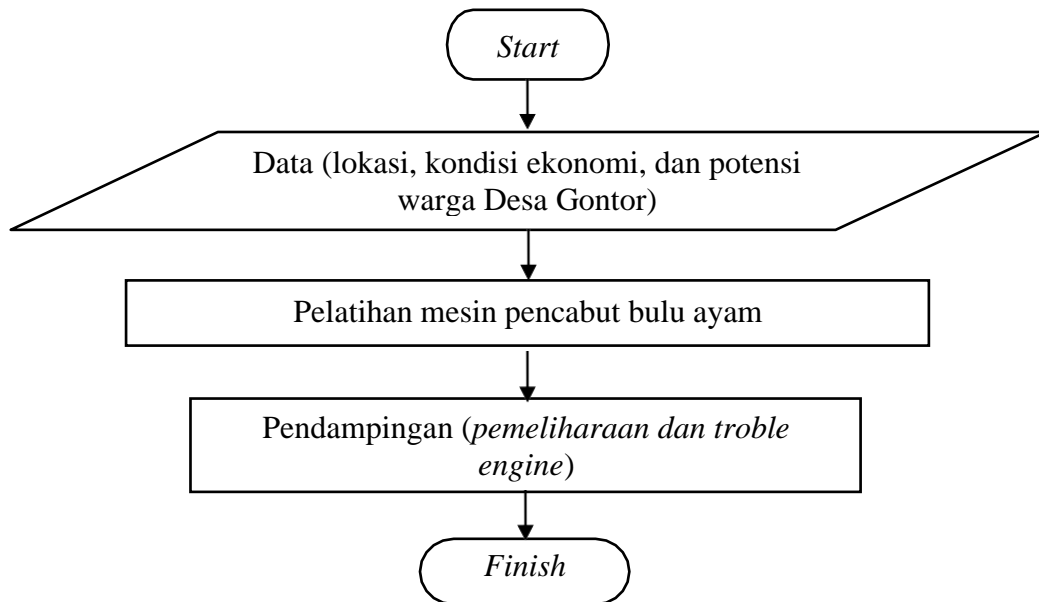 Start
Data (lokasi, kondisi ekonomi, dan potensi
warga Desa Gontor)
Pelatihan mesin pencabut bulu ayam
Pendampingan (pemeliharaan dan troble
engine)
Finish